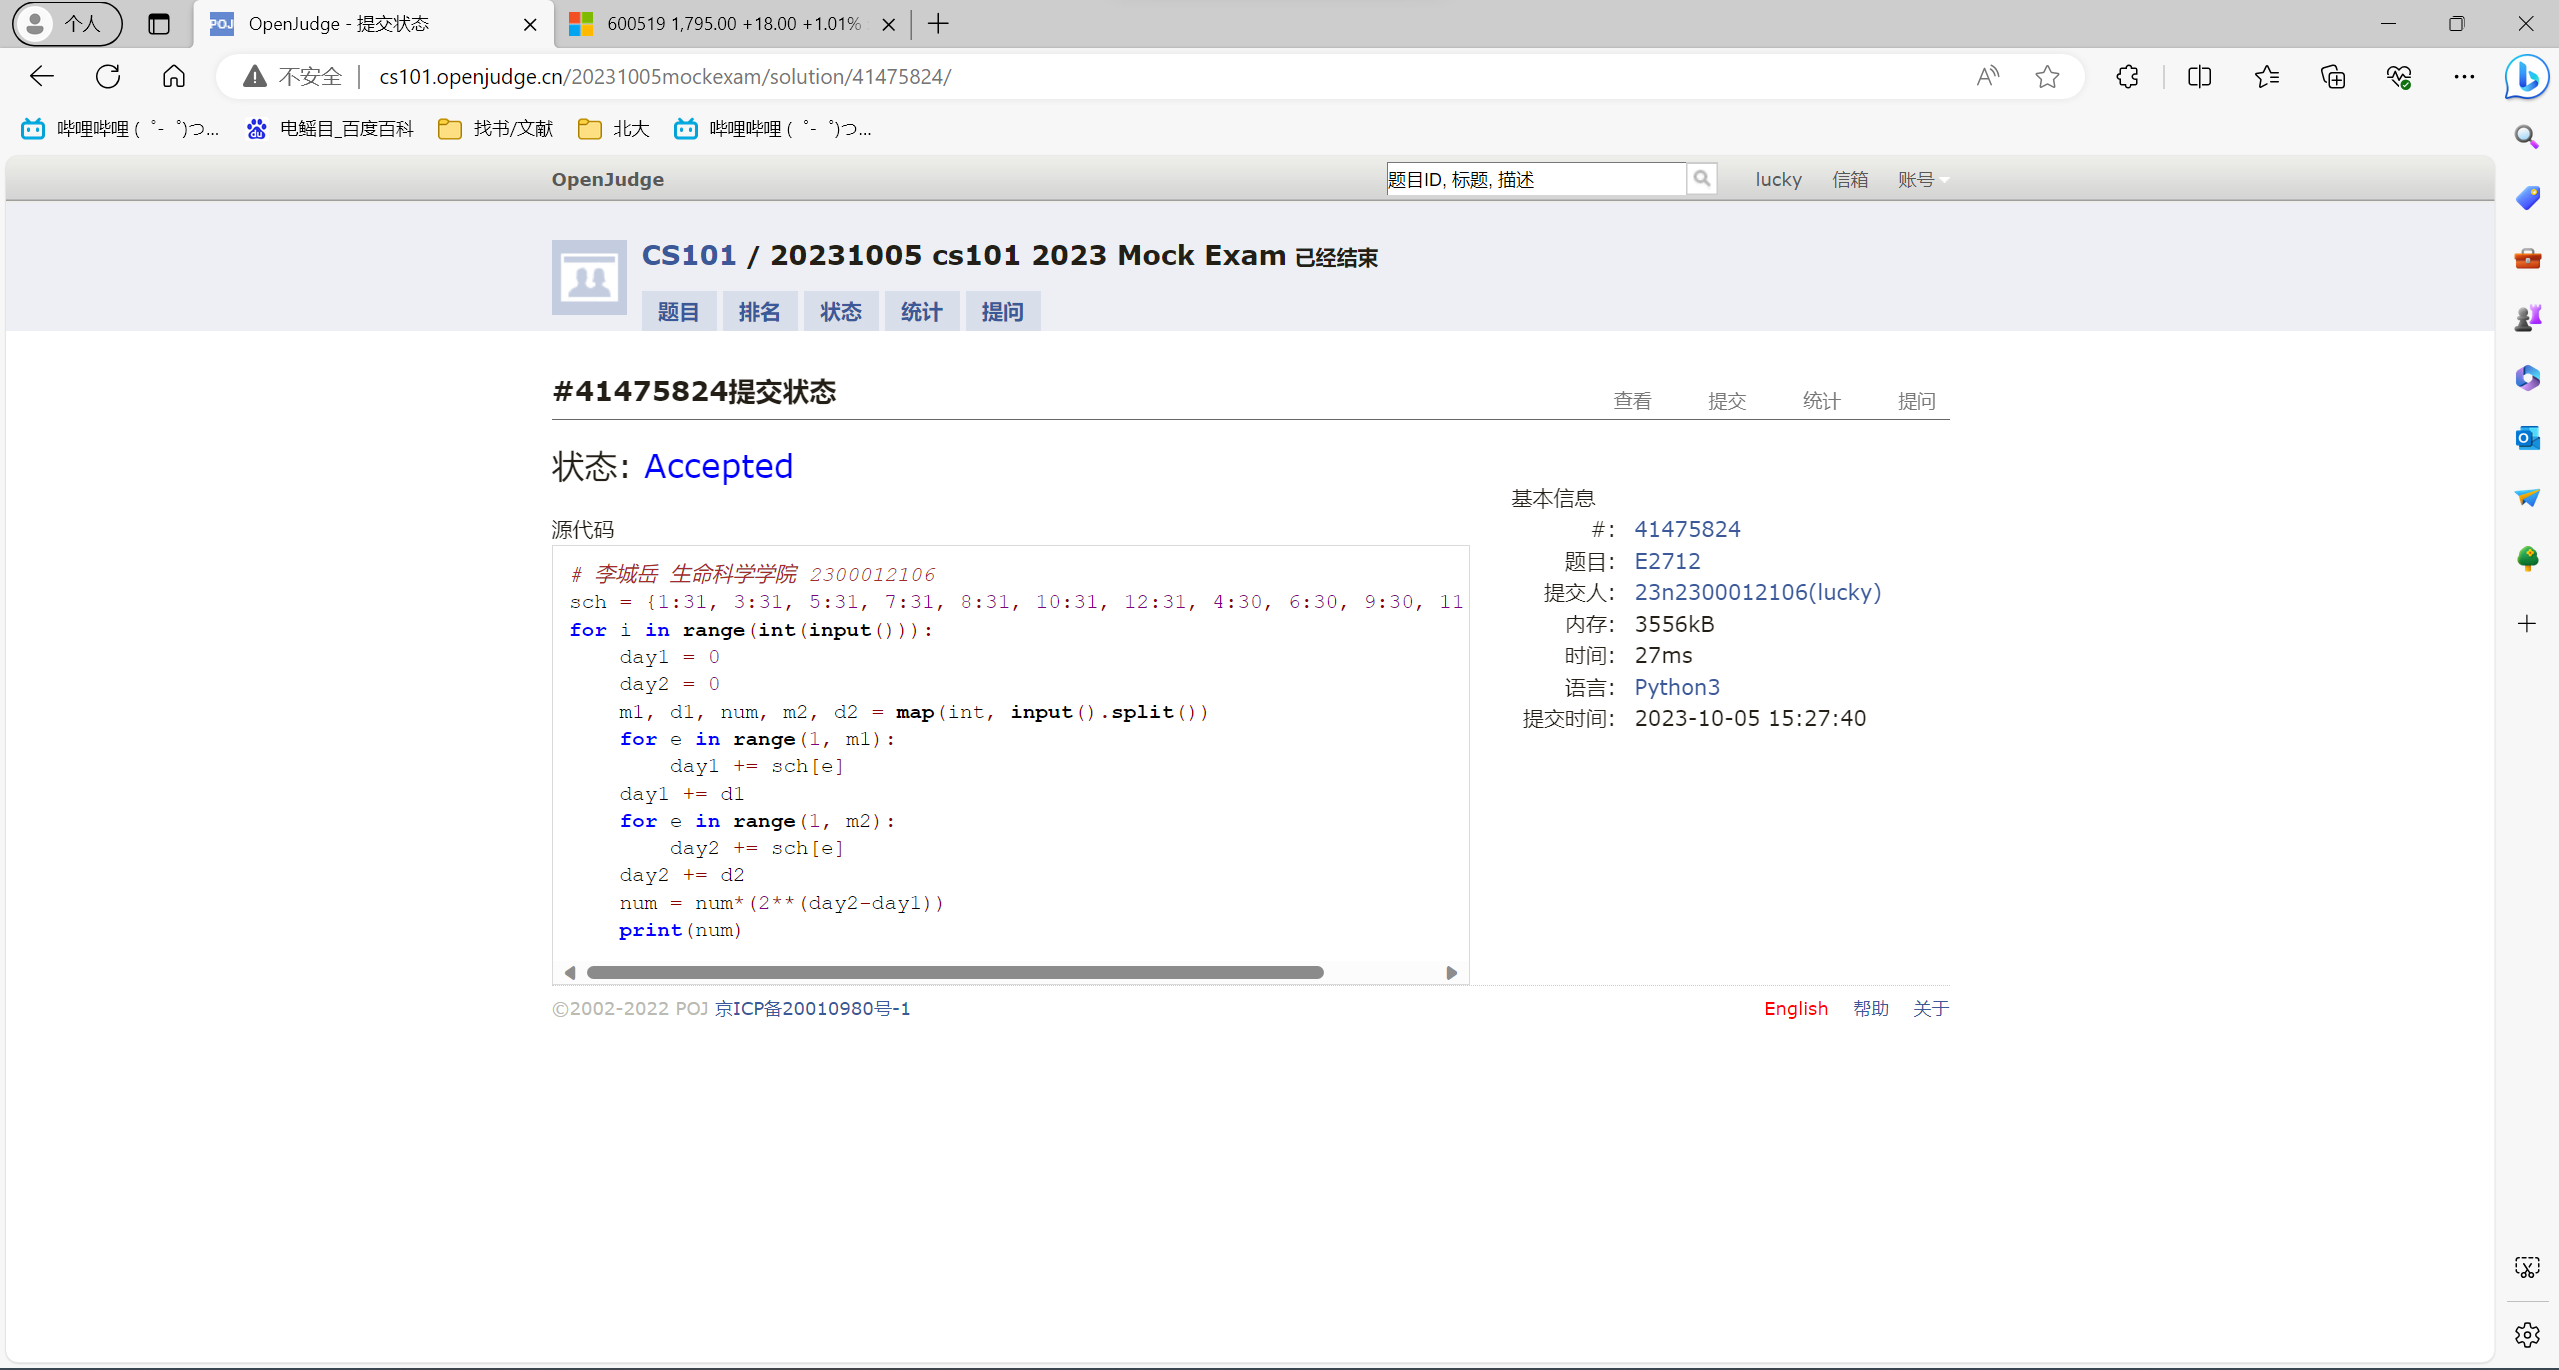 个人
OpenJudge - 提交状态
600519 1,795.00 +18.00 +1.01%
不安全
cs101.openjudge.cn/20231005mockexam/solution/41475824/
哔哩哔哩 ( ゜- ゜)つ...
电鳐目_百度百科
找书/文献
北大
哔哩哔哩 ( ゜- ゜)つ...
OpenJudge
题目ID, 标题, 描述
lucky
信箱
账号
CS101 / 20231005 cs101 2023 Mock Exam 已经结束
题目 排名 状态 统计 提问
#41475824提交状态
查看 提交 统计 提问
状态: Accepted
源代码
# 李城岳 生命科学学院 2300012106
sch = {1:31, 3:31, 5:31, 7:31, 8:31, 10:31, 12:31, 4:30, 6:30, 9:30, 11
for i in range(int(input())):
    day1 = 0
    day2 = 0
    m1, d1, num, m2, d2 = map(int, input().split())
    for e in range(1, m1):
        day1 += sch[e]
    day1 += d1
    for e in range(1, m2):
        day2 += sch[e]
    day2 += d2
    num = num*(2**(day2-day1))
    print(num)
基本信息
#: 41475824
题目: E2712
提交人: 23n2300012106(lucky)
内存: 3556kB
时间: 27ms
语言: Python3
提交时间: 2023-10-05 15:27:40
©2002-2022 POJ 京ICP备20010980号-1
English 帮助 关于